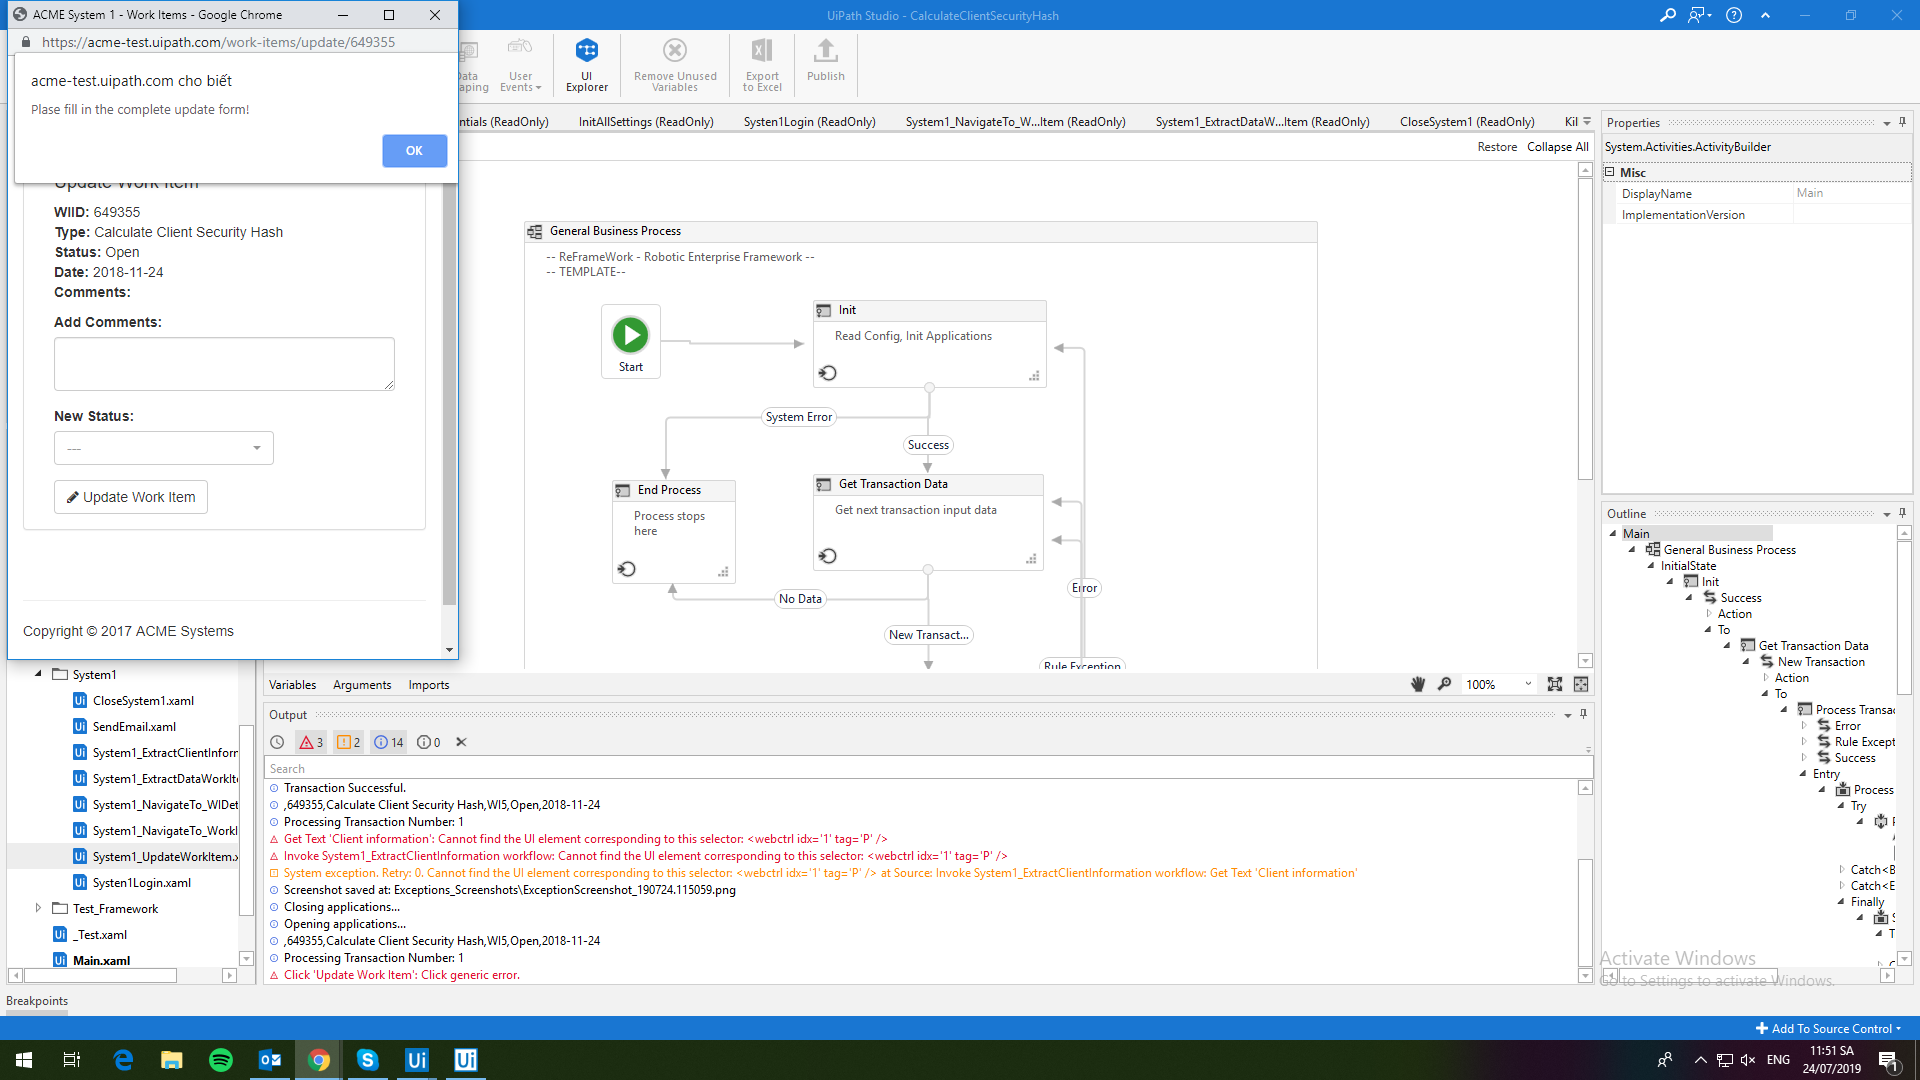 ACME System 1 - Work Items - Google Chrome
https://acme-test.uipath.com/work-items/update/649355
acme-test.uipath.com cho biết
Plase fill in the complete update form!
OK
Update Work Item
WIID: 649355
Type: Calculate Client Security Hash
Status: Open
Date: 2018-11-24
Comments:
Add Comments:
New Status:
---
Update Work Item
Copyright © 2017 ACME Systems
UiPath Studio - CalculateClientSecurityHash
User Events
UI Explorer
Remove Unused Variables
Export to Excel
Publish
(ReadOnly)
InitAllSettings (ReadOnly)
Systen1Login (ReadOnly)
System1_NavigateTo_W...Item (ReadOnly)
System1_ExtractDataW...Item (ReadOnly)
CloseSystem1 (ReadOnly)
Kil
Restore
Collapse All
General Business Process
-- ReFrameWork - Robotic Enterprise Framework --
-- TEMPLATE--
Start
Init
Read Config, Init Applications
System Error
Success
End Process
Process stops here
Get Transaction Data
Get next transaction input data
No Data
Error
New Transact...
Rule Exception
Variables
Arguments
Imports
100%
Properties
System.Activities.ActivityBuilder
Misc
DisplayName
Main
ImplementationVersion
Outline
Main
General Business Process
InitialState
Init
Success
Action
To
Get Transaction Data
New Transaction
Action
To
Process Transac
Error
Rule Except
Success
Entry
Process
Try
Catch<B
Catch<E
Finally
System1
CloseSystem1.xaml
SendEmail.xaml
System1_ExtractClientInforr
System1_ExtractDataWorkIte
System1_NavigateTo_WIDet
System1_NavigateTo_WorkI
System1_UpdateWorkItem.x
Systen1Login.xaml
Test_Framework
_Test.xaml
Main.xaml
Output
3
2
14
0
Search
Transaction Successful.
,649355,Calculate Client Security Hash,WI5,Open,2018-11-24
Processing Transaction Number: 1
Get Text 'Client information': Cannot find the UI element corresponding to this selector: <webctrl idx='1' tag='P' />
Invoke System1_ExtractClientInformation workflow: Cannot find the UI element corresponding to this selector: <webctrl idx='1' tag='P' />
System exception. Retry: 0. Cannot find the UI element corresponding to this selector: <webctrl idx='1' tag='P' /> at Source: Invoke System1_ExtractClientInformation workflow: Get Text 'Client information'
Screenshot saved at: Exceptions_Screenshots\ExceptionScreenshot_190724.115059.png
Closing applications...
Opening applications...
,649355,Calculate Client Security Hash,WI5,Open,2018-11-24
Processing Transaction Number: 1
Click 'Update Work Item': Click generic error.
Activate Windows
Go to Settings to activate Windows.
Breakpoints
Add To Source Control
ENG
11:51 SA
24/07/2019
1